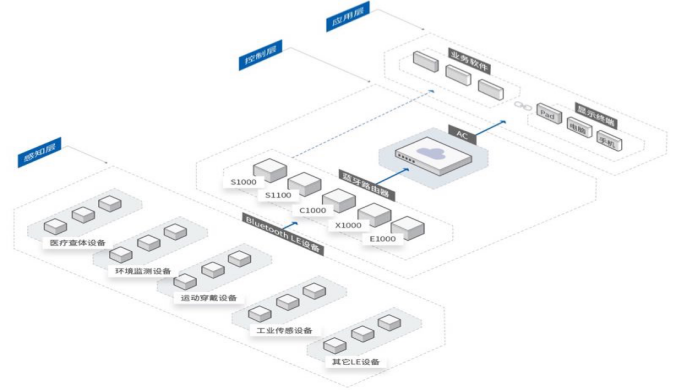 应用层
控制层
感知层
业务软件
显示终端
Pad
电脑
手机
AC
蓝牙路由器
S1000
S1100
C1000
X1000
E1000
Bluetooth LE设备
医疗查体设备
环境监测设备
运动穿戴设备
工业传感设备
其它LE设备